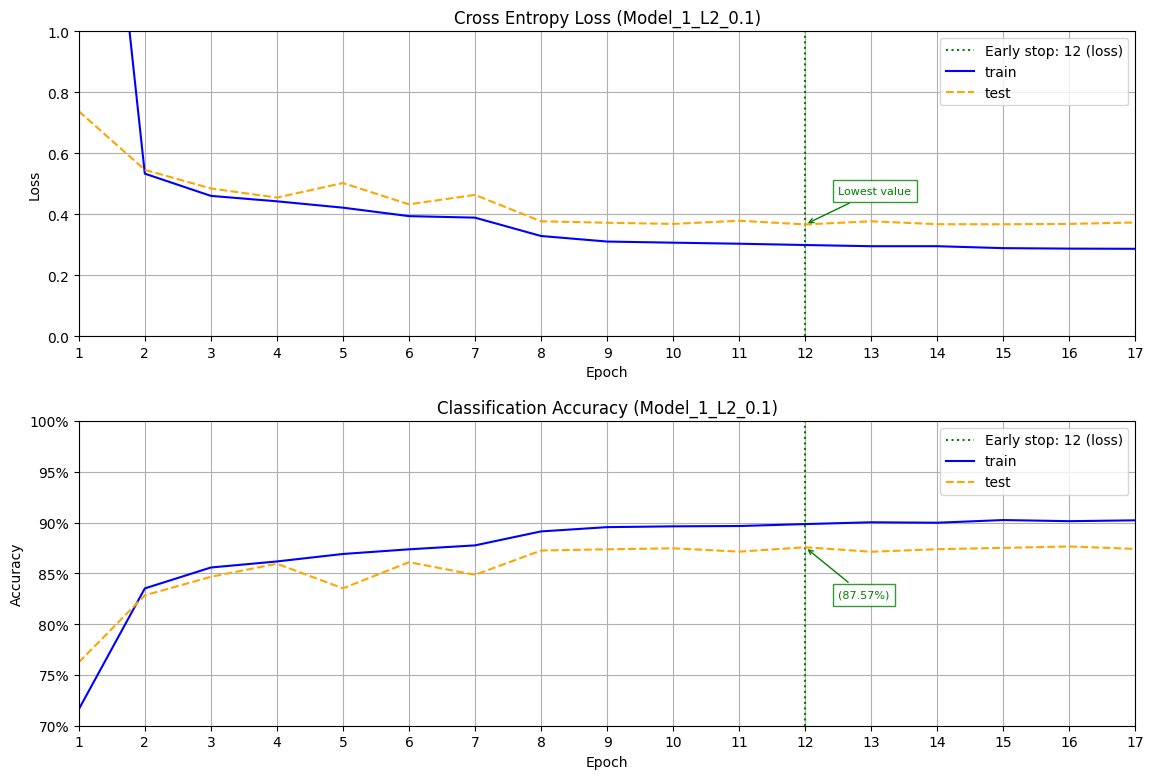 Cross Entropy Loss (Model_1_L2_0.1)
1.0
0.8
0.6
0.4
0.2
0.0
Loss
Early stop: 12 (loss)
train
test
Lowest value
1 2 3 4 5 6 7 8 9 10 11 12 13 14 15 16 17
Epoch
Classification Accuracy (Model_1_L2_0.1)
100%
95%
90%
85%
80%
75%
70%
Accuracy
Early stop: 12 (loss)
train
test
(87.57%)
1 2 3 4 5 6 7 8 9 10 11 12 13 14 15 16 17
Epoch